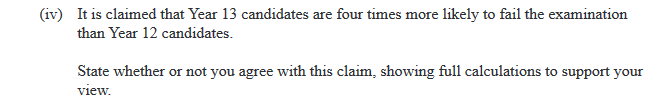 (iv) It is claimed that Year 13 candidates are four times more likely to fail the examination
than Year 12 candidates.
State whether or not you agree with this claim, showing full calculations to support your
view.